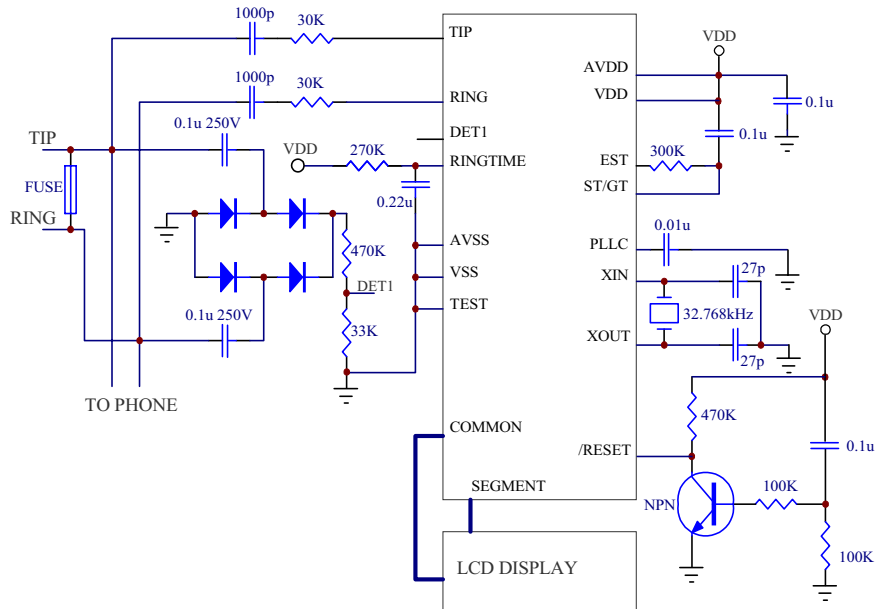 1000p
30K
TIP
VDD
AVDD
1000p
30K
RING
VDD
0.1u
0.1u 250V
DET1
0.1u
TIP
VDD
270K
RINGTIME
EST
300K
FUSE
0.22u
ST/GT
RING
470K
AVSS
PLLC
0.01u
DET1
VSS
XIN
27p
0.1u 250V
33K
TEST
32.768kHz
VDD
XOUT
27p
TO PHONE
COMMON
470K
/RESET
0.1u
SEGMENT
NPN
100K
LCD DISPLAY
100K